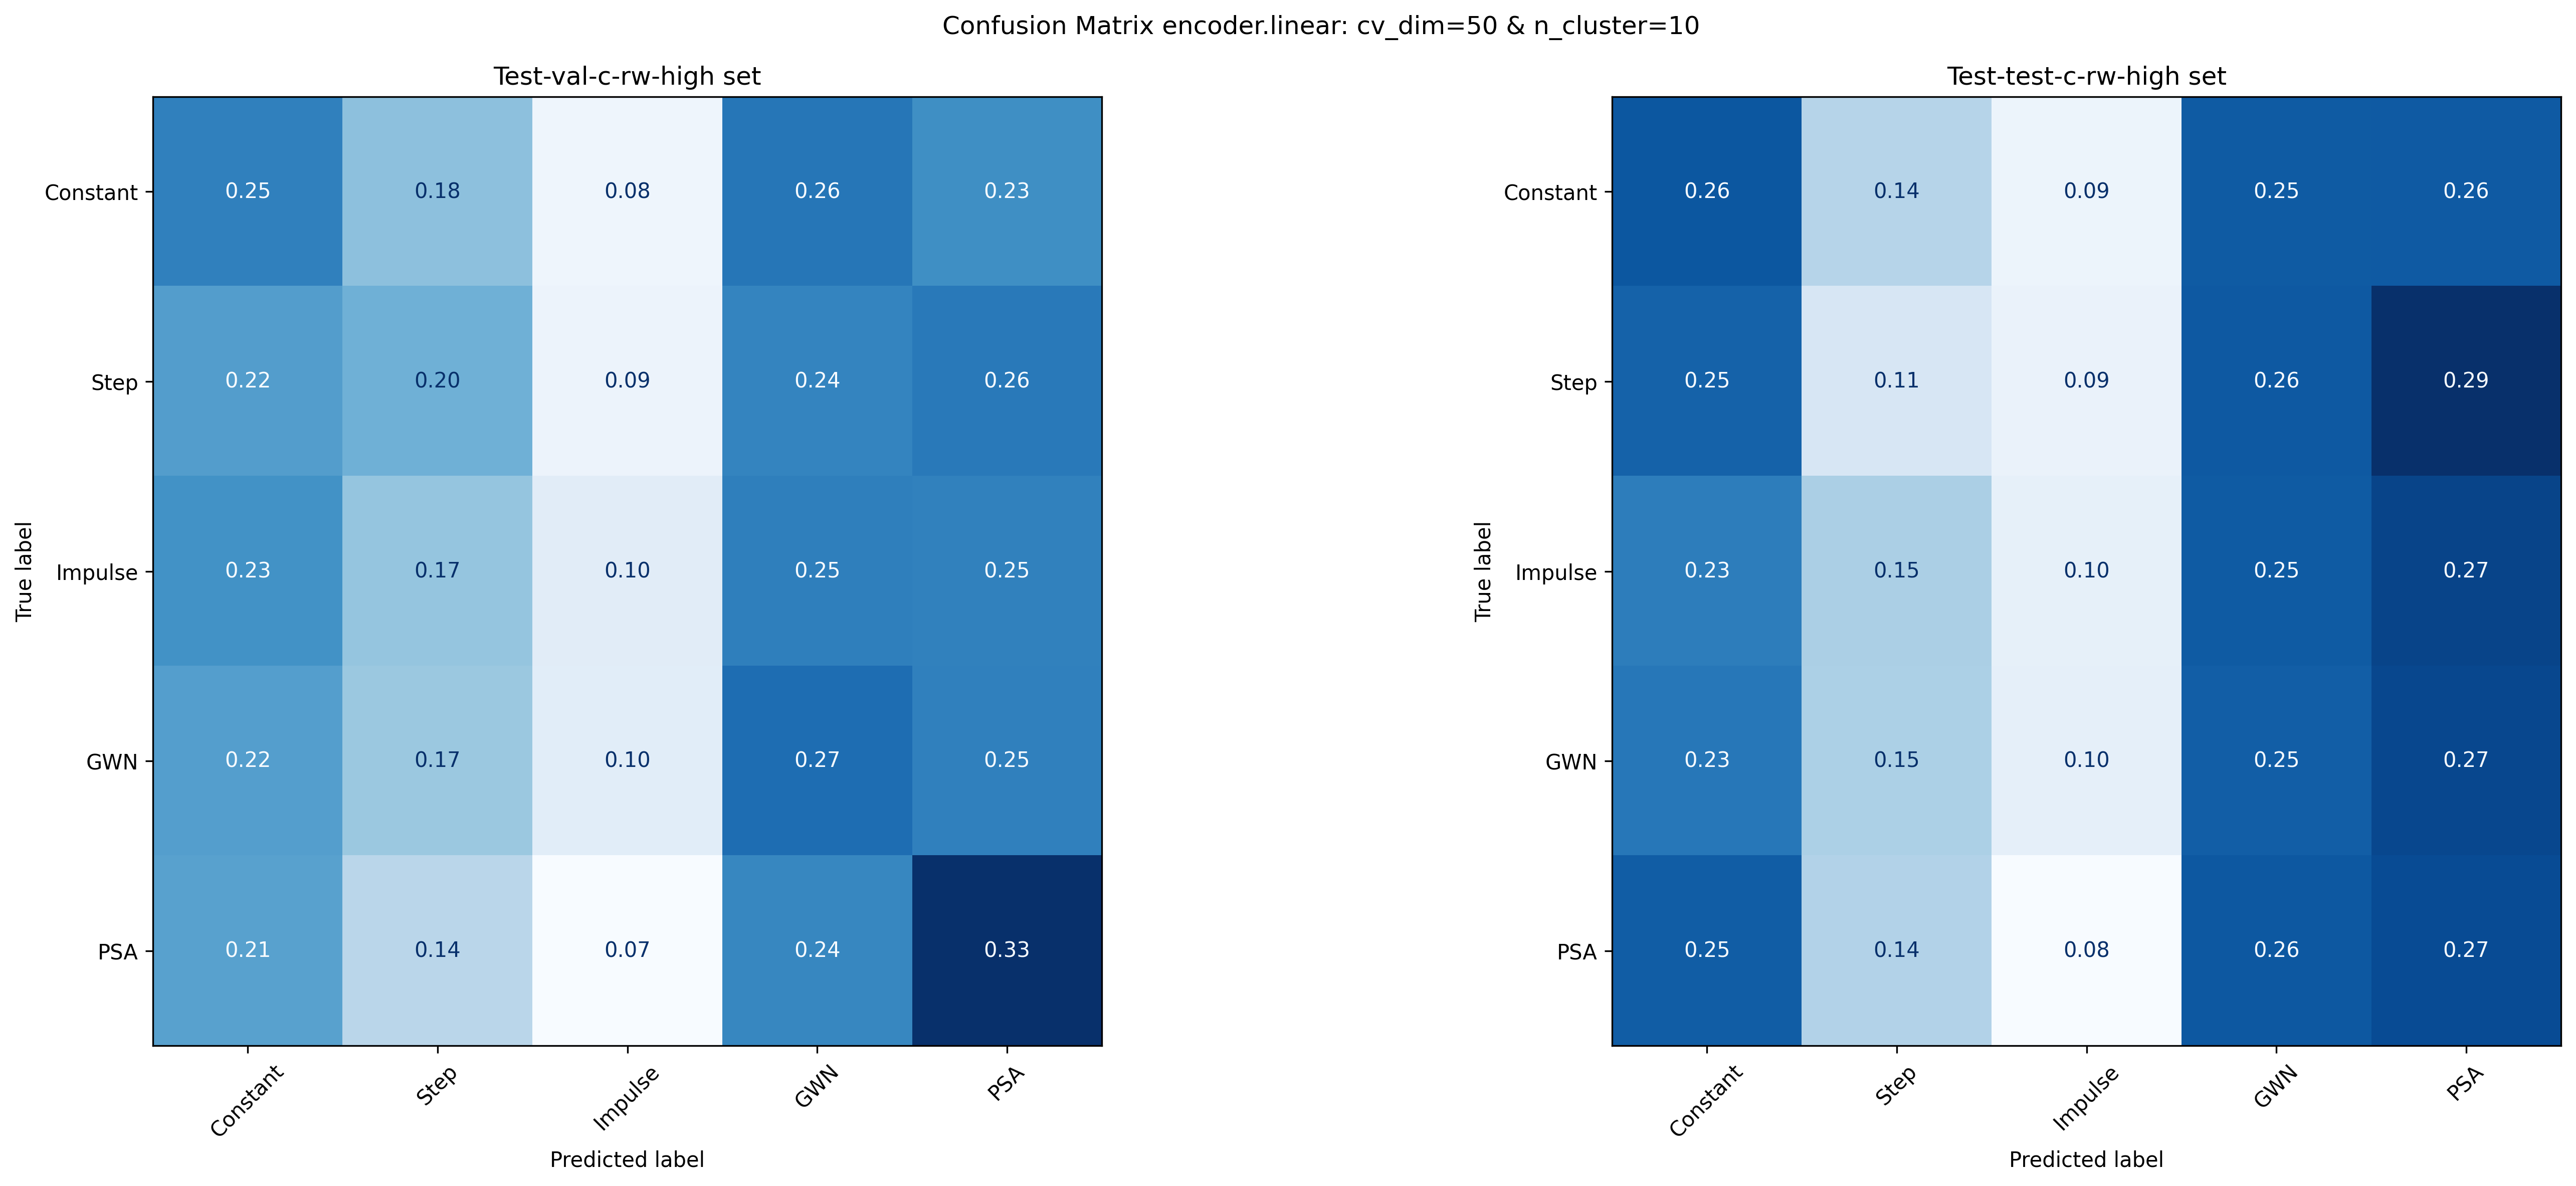 Confusion Matrix encoder.linear: cv_dim=50 & n_cluster=10
Test-val-c-rw-high set
True label
Constant 0.25 0.18 0.08 0.26 0.23
Step 0.22 0.20 0.09 0.24 0.26
Impulse 0.23 0.17 0.10 0.25 0.25
GWN 0.22 0.17 0.10 0.27 0.25
PSA 0.21 0.14 0.07 0.24 0.33
Constant Step Impulse GWN PSA
Predicted label
Test-test-c-rw-high set
True label
Constant 0.26 0.14 0.09 0.25 0.26
Step 0.25 0.11 0.09 0.26 0.29
Impulse 0.23 0.15 0.10 0.25 0.27
GWN 0.23 0.15 0.10 0.25 0.27
PSA 0.25 0.14 0.08 0.26 0.27
Constant Step Impulse GWN PSA
Predicted label